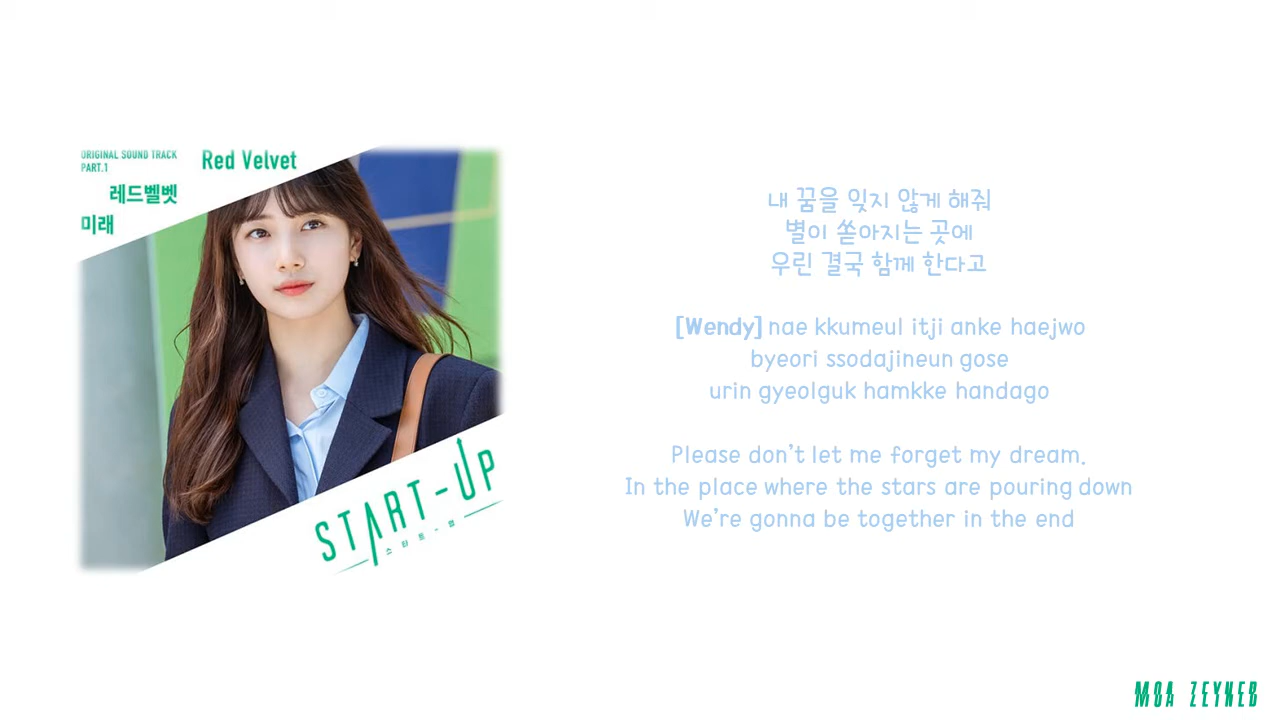 ORIGINAL SOUND TRACK
PART.1
Red Velvet
레드벨벳
미래
START-UP
스타트-업
내 꿈을 잊지 않게 해줘
별이 쏟아지는 곳에
우린 결국 함께 한다고
[Wendy] nae kkumeul itji anke haejwo
byeori ssodajineun gose
urin gyeolguk hamkke handago
Please don't let me forget my dream.
In the place where the stars are pouring down
We're gonna be together in the end
MOA ZEYNEB